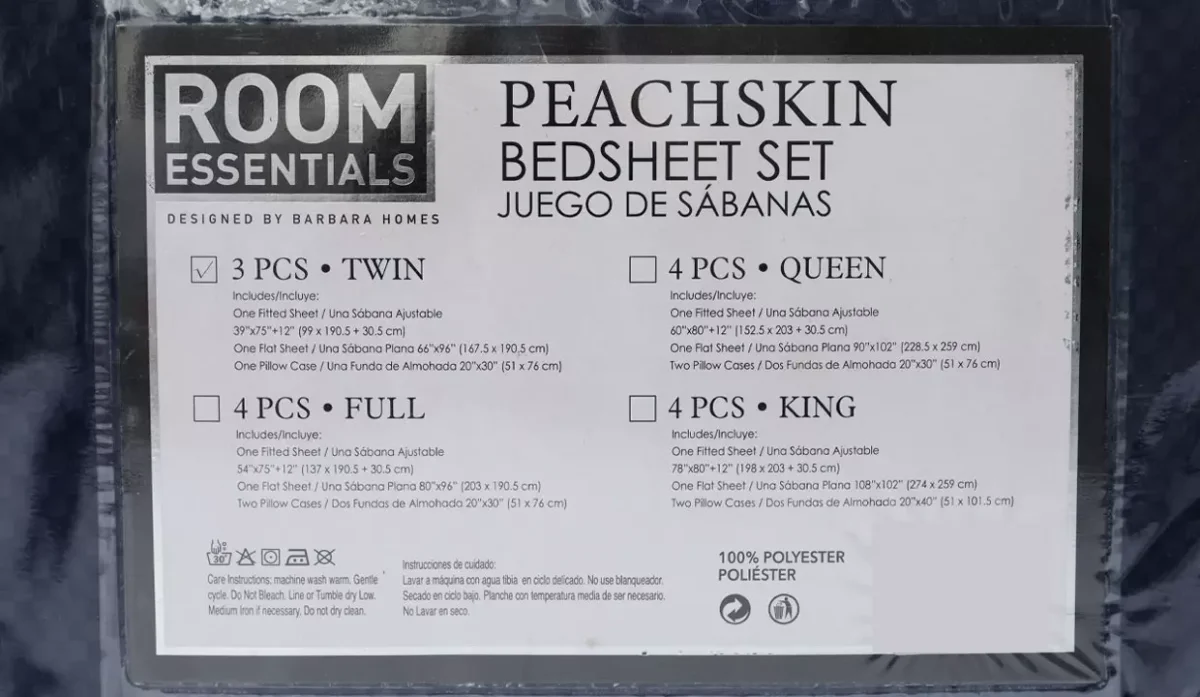 ROOM
ESSENTIALS
DESIGNED BY BARBARA HOMES
PEACHSKIN
BEDSHEET SET
JUEGO DE SÁBANAS
3 PCS • TWIN
Includes/Incluye:
One Fitted Sheet / Una Sábana Ajustable
39"x75"+12" (99 x 190.5 + 30.5 cm)
One Flat Sheet / Una Sábana Plana 66"x96" (167.5 x 190.5 cm)
One Pillow Case / Una Funda de Almohada 20"x30" (51 x 76 cm)
4 PCS • QUEEN
Includes/Incluye:
One Fitted Sheet / Una Sábana Ajustable
60"x80"+12" (152.5 x 203 + 30.5 cm)
One Flat Sheet / Una Sábana Plana 90"x102" (228.5 x 259 cm)
Two Pillow Cases / Dos Fundas de Almohada 20"x30" (51 x 76 cm)
4 PCS • FULL
Includes/Incluye:
One Fitted Sheet / Una Sábana Ajustable
54"x75"+12" (137 x 190.5 + 30.5 cm)
One Flat Sheet / Una Sábana Plana 80"x96" (203 x 190.5 cm)
Two Pillow Cases / Dos Fundas de Almohada 20"x30" (51 x 76 cm)
4 PCS • KING
Includes/Incluye:
One Fitted Sheet / Una Sábana Ajustable
78"x80"+12" (198 x 203 + 30.5 cm)
One Flat Sheet / Una Sábana Plana 108"x102" (274 x 259 cm)
Two Pillow Cases / Dos Fundas de Almohada 20"x40" (51 x 101.5 cm)
30°
Care Instructions: machine wash warm. Gentle
cycle. Do Not Bleach. Line or Tumble dry Low.
Medium Iron if necessary. Do not dry clean.
Instrucciones de cuidado:
Lavar a máquina con agua tibia en ciclo delicado. No use blanqueador.
Secado en ciclo bajo. Planche con temperatura media de ser necesario.
No Lavar en seco.
100% POLYESTER
POLIÉSTER